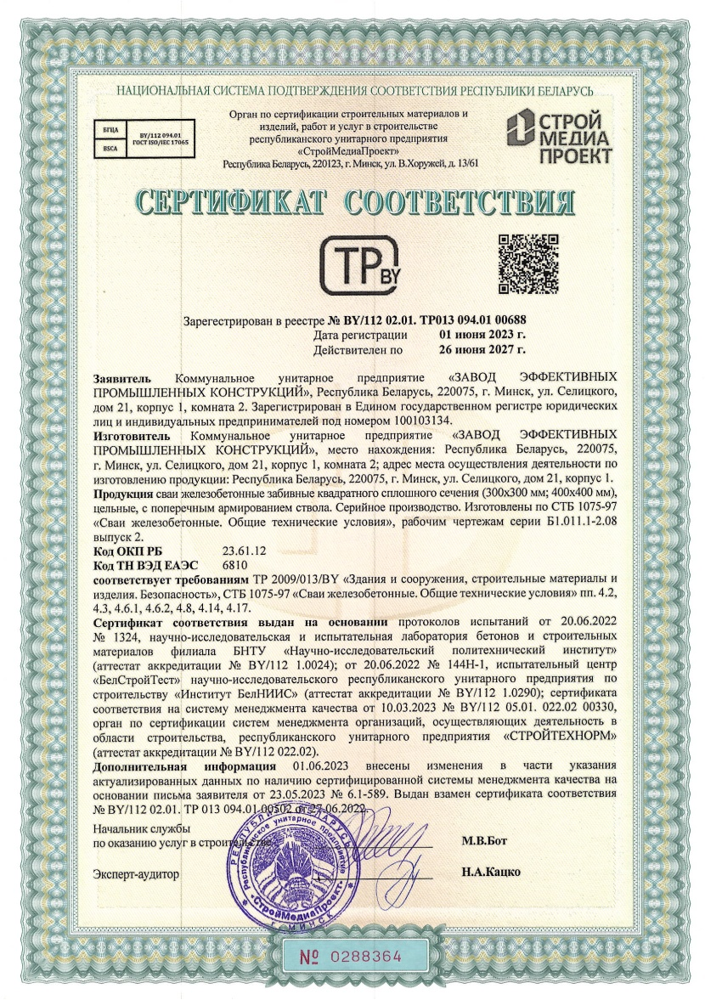 НАЦИОНАЛЬНАЯ СИСТЕМА ПОДТВЕРЖДЕНИЯ СООТВЕТСТВИЯ РЕСПУБЛИКИ БЕЛАРУСЬ
БГЦА
BSCA
BY/112 094.01
ГОСТ ISO/IEC 17065
Орган по сертификации строительных материалов и
изделий, работ и услуг в строительстве
республиканского унитарного предприятия
«СтройМедиаПроект»
Республика Беларусь, 220123, г. Минск, ул. В.Хоружей, д. 13/61
СТРОЙ
МЕДИА
ПРОЕКТ
СЕРТИФИКАТ СООТВЕТСТВИЯ
ТР BY
Зарегестрирован в реестре № BY/112 02.01. ТР013 094.01 00688
Дата регистрации 01 июня 2023 г.
Действителен по 26 июня 2027 г.
Заявитель Коммунальное унитарное предприятие «ЗАВОД ЭФФЕКТИВНЫХ
ПРОМЫШЛЕННЫХ КОНСТРУКЦИЙ», Республика Беларусь, 220075, г. Минск, ул. Селицкого,
дом 21, корпус 1, комната 2. Зарегистрирован в Едином государственном регистре юридических
лиц и индивидуальных предпринимателей под номером 100103134.
Изготовитель Коммунальное унитарное предприятие «ЗАВОД ЭФФЕКТИВНЫХ
ПРОМЫШЛЕННЫХ КОНСТРУКЦИЙ», место нахождения: Республика Беларусь, 220075,
г. Минск, ул. Селицкого, дом 21, корпус 1, комната 2; адрес места осуществления деятельности по
изготовлению продукции: Республика Беларусь, 220075, г. Минск, ул. Селицкого, дом 21, корпус 1.
Продукция сваи железобетонные забивные квадратного сплошного сечения (300х300 мм; 400х400 мм),
цельные, с поперечным армированием ствола. Серийное производство. Изготовлены по СТБ 1075-97
«Сваи железобетонные. Общие технические условия», рабочим чертежам серии Б1.011.1-2.08
выпуск 2.
Код ОКП РБ 23.61.12
Код ТН ВЭД ЕАЭС 6810
соответствует требованиям ТР 2009/013/BY «Здания и сооружения, строительные материалы и
изделия. Безопасность», СТБ 1075-97 «Сваи железобетонные. Общие технические условия» пп. 4.2,
4.3, 4.6.1, 4.6.2, 4.8, 4.14, 4.17.
Сертификат соответствия выдан на основании протоколов испытаний от 20.06.2022
№ 1324, научно-исследовательская и испытательная лаборатория бетонов и строительных
материалов филиала БНТУ «Научно-исследовательский политехнический институт»
(аттестат аккредитации № BY/112 1.0024); от 20.06.2022 № 144Н-1, испытательный центр
«БелСтройТест» научно-исследовательского республиканского унитарного предприятия по
строительству «Институт БелНИИС» (аттестат аккредитации № BY/112 1.0290); сертификата
соответствия на систему менеджмента качества от 10.03.2023 № BY/112 05.01. 022.02 00330,
орган по сертификации систем менеджмента организаций, осуществляющих деятельность в
области строительства, республиканского унитарного предприятия «СТРОЙТЕХНОРМ»
(аттестат аккредитации № BY/112 022.02).
Дополнительная информация 01.06.2023 внесены изменения в части указания
актуализированных данных по наличию сертифицированной системы менеджмента качества на
основании письма заявителя от 23.05.2023 № 6.1-589. Выдан взамен сертификата соответствия
№ BY/112 02.01. ТР 013 094.01 00502 от 27.06.2022.
Начальник службы
по оказанию услуг в строительстве М.В.Бот
Эксперт-аудитор Н.А.Кацко
РЕСПУБЛИКА БЕЛАРУСЬ
Республиканское унитарное предприятие
«СтройМедиаПроект»
г. МИНСК
№ 0288364